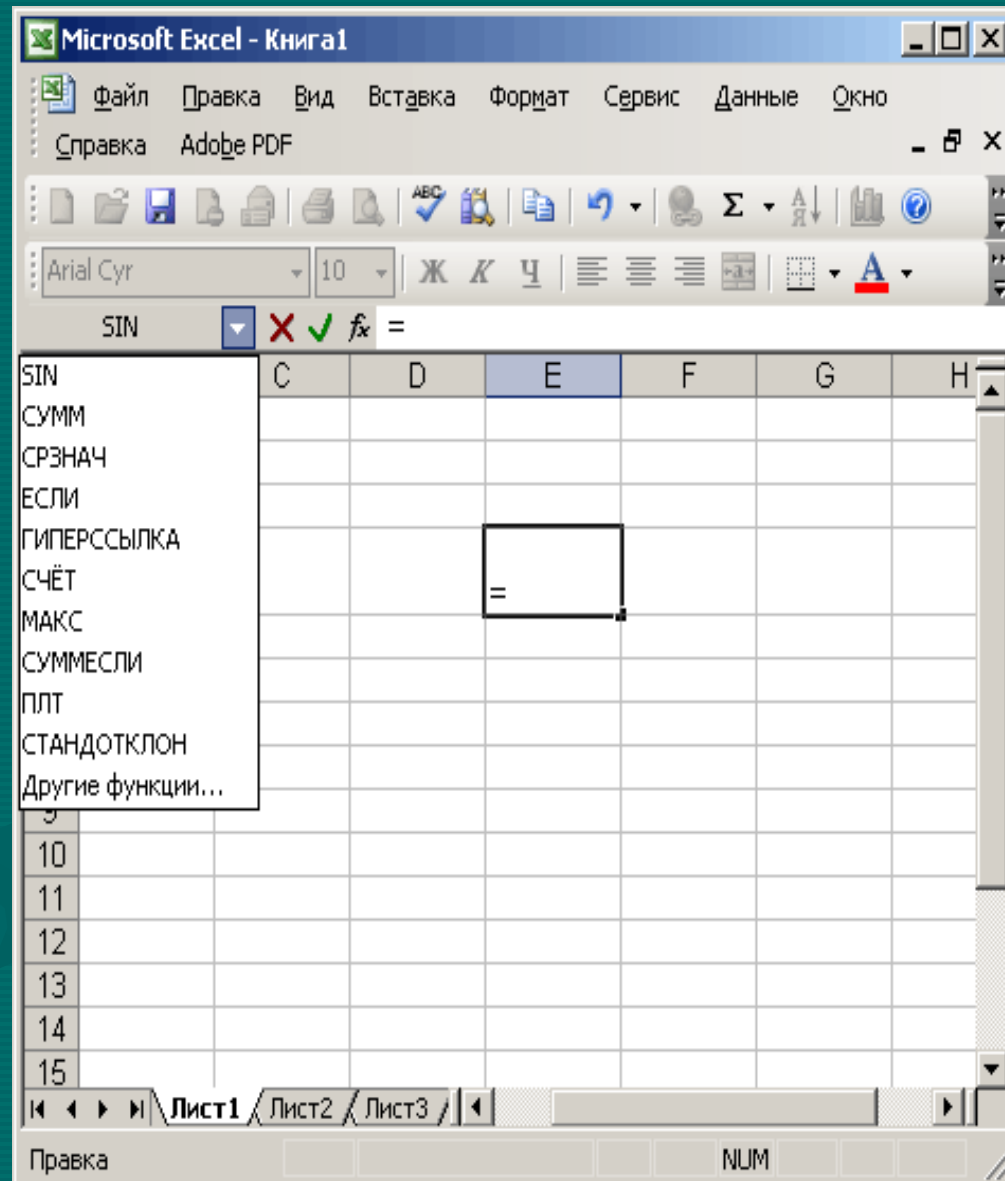 Microsoft Excel - Книга1
Файл Правка Вид Вставка Формат Сервис Данные Окно
Справка Adobe PDF
ABC Σ А Я ?
Arial Cyr 10 Ж К Ч a A
SIN fx =
C D E F G H
SIN
СУММ
СРЗНАЧ
ЕСЛИ
ГИПЕРССЫЛКА
СЧЁТ
=
МАКС
СУММЕСЛИ
ПЛТ
СТАНДОТКЛОН
Другие функции...
9
10
11
12
13
14
15
Лист1 Лист2 Лист3
Правка NUM